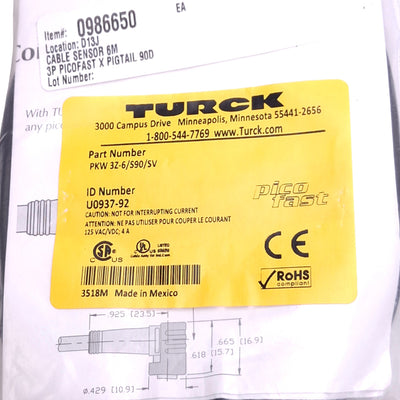 Item#: 0986650
EA
Location: D13J
CABLE SENSOR 6M
3P PICOFAST X PIGTAIL 90D
Lot Number:
Co
With TU
any pico
TURCK
3000 Campus Drive Minneapolis, Minnesota 55441-2656
1-800-544-7769 www.Turck.com
Part Number
PKW 3Z-6/S90/SV
ID Number
U0937-92
CAUTION: NOT FOR INTERRUPTING CURRENT
ATTENTION: NE PAS UTILISER POUR COUPER LE COURANT
125 VAC/VDC; 4 A
pico
fast
LISTED
CE
RoHS
compliant
3518M Made in Mexico
.925 [23.5]
.665 [16.9]
.618 [15.7]
ø.429 [10.9]